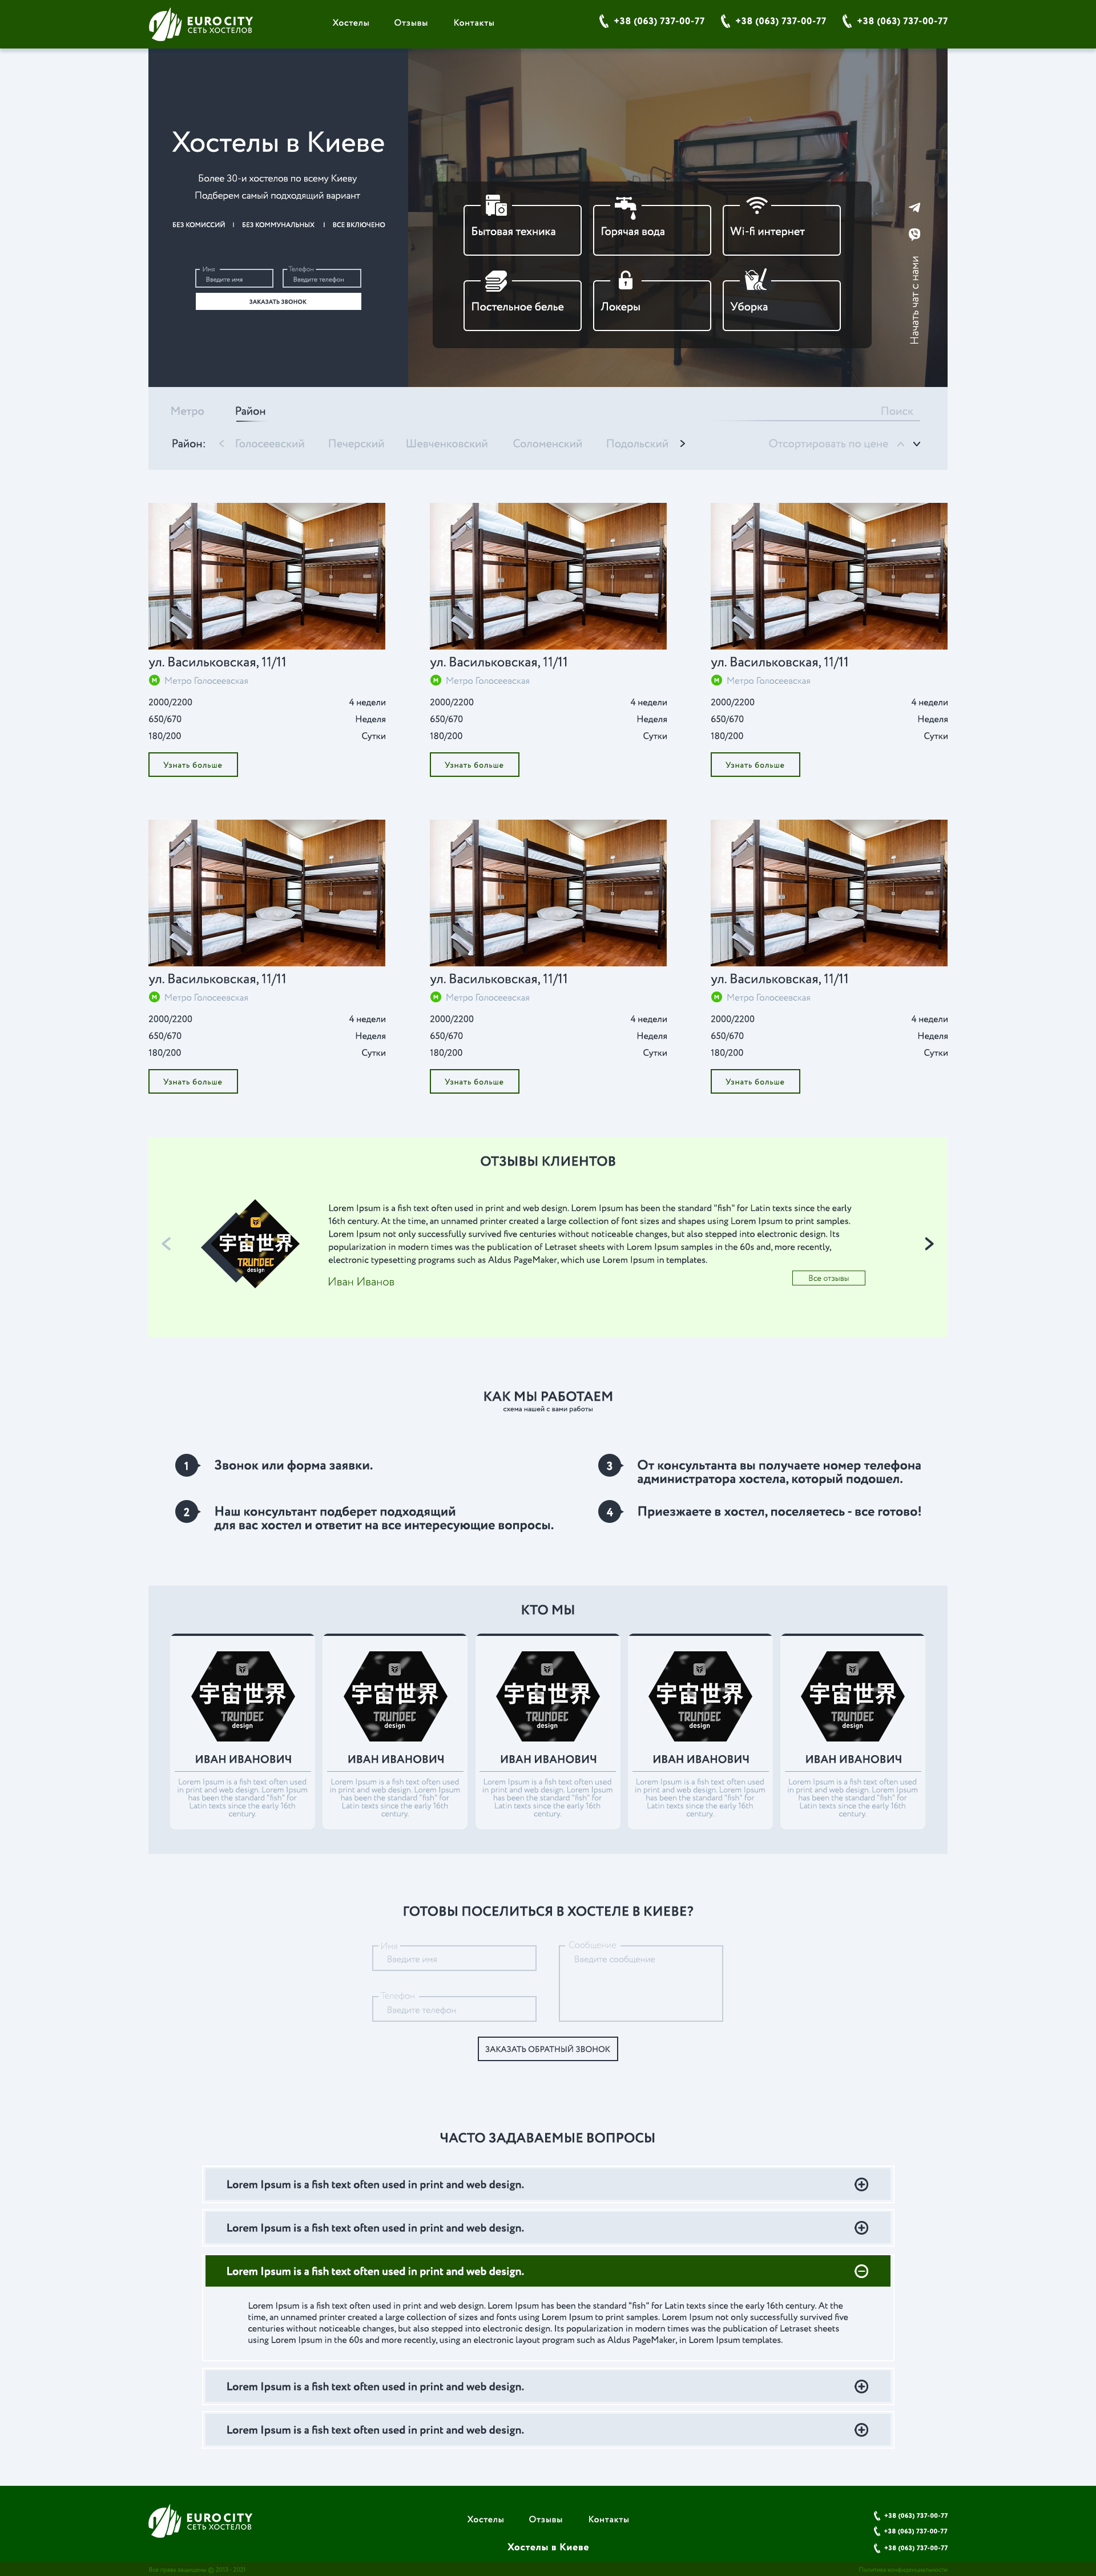 EUROCITY
СЕТЬ ХОСТЕЛОВ
Хостелы Отзывы Контакты
+38 (063) 737-00-77 +38 (063) 737-00-77 +38 (063) 737-00-77
Хостелы в Киеве
Более 30-и хостелов по всему Киеву
Подберем самый подходящий вариант
БЕЗ КОМИССИЙ | БЕЗ КОММУНАЛЬНЫХ | ВСЕ ВКЛЮЧЕНО
Имя Телефон
Введите имя Введите телефон
ЗАКАЗАТЬ ЗВОНОК
Бытовая техника Горячая вода Wi-fi интернет
Постельное белье Локеры Уборка
Начать чат с нами
Метро Район Поиск
Район: < Голосеевский Печерский Шевченковский Соломенский Подольский > Отсортировать по цене
ул. Васильковская, 11/11 ул. Васильковская, 11/11 ул. Васильковская, 11/11
М Метро Голосеевская М Метро Голосеевская М Метро Голосеевская
2000/2200 4 недели 2000/2200 4 недели 2000/2200 4 недели
650/670 Неделя 650/670 Неделя 650/670 Неделя
180/200 Сутки 180/200 Сутки 180/200 Сутки
Узнать больше Узнать больше Узнать больше
ул. Васильковская, 11/11 ул. Васильковская, 11/11 ул. Васильковская, 11/11
М Метро Голосеевская М Метро Голосеевская М Метро Голосеевская
2000/2200 4 недели 2000/2200 4 недели 2000/2200 4 недели
650/670 Неделя 650/670 Неделя 650/670 Неделя
180/200 Сутки 180/200 Сутки 180/200 Сутки
Узнать больше Узнать больше Узнать больше
ОТЗЫВЫ КЛИЕНТОВ
宇宙世界
TRUNDEC
design
Lorem Ipsum is a fish text often used in print and web design. Lorem Ipsum has been the standard "fish" for Latin texts since the early
16th century. At the time, an unnamed printer created a large collection of font sizes and shapes using Lorem Ipsum to print samples.
Lorem Ipsum not only successfully survived five centuries without noticeable changes, but also stepped into electronic design. Its
popularization in modern times was the publication of Letraset sheets with Lorem Ipsum samples in the 60s and, more recently,
electronic typesetting programs such as Aldus PageMaker, which use Lorem Ipsum in templates.
Иван Иванов
Все отзывы
КАК МЫ РАБОТАЕМ
схема нашей с вами работы
1 Звонок или форма заявки.
2 Наш консультант подберет подходящий
для вас хостел и ответит на все интересующие вопросы.
3 От консультанта вы получаете номер телефона
администратора хостела, который подошел.
4 Приезжаете в хостел, поселяетесь - все готово!
КТО МЫ
宇宙世界 宇宙世界 宇宙世界 宇宙世界 宇宙世界
TRUNDEC TRUNDEC TRUNDEC TRUNDEC TRUNDEC
design design design design design
ИВАН ИВАНОВИЧ ИВАН ИВАНОВИЧ ИВАН ИВАНОВИЧ ИВАН ИВАНОВИЧ ИВАН ИВАНОВИЧ
Lorem Ipsum is a fish text often used Lorem Ipsum is a fish text often used Lorem Ipsum is a fish text often used Lorem Ipsum is a fish text often used Lorem Ipsum is a fish text often used
in print and web design. Lorem Ipsum in print and web design. Lorem Ipsum in print and web design. Lorem Ipsum in print and web design. Lorem Ipsum in print and web design. Lorem Ipsum
has been the standard "fish" for has been the standard "fish" for has been the standard "fish" for has been the standard "fish" for has been the standard "fish" for
Latin texts since the early 16th Latin texts since the early 16th Latin texts since the early 16th Latin texts since the early 16th Latin texts since the early 16th
century. century. century. century. century.
ГОТОВЫ ПОСЕЛИТЬСЯ В ХОСТЕЛЕ В КИЕВЕ?
Имя Сообщение
Введите имя Введите сообщение
Телефон
Введите телефон
ЗАКАЗАТЬ ОБРАТНЫЙ ЗВОНОК
ЧАСТО ЗАДАВАЕМЫЕ ВОПРОСЫ
Lorem Ipsum is a fish text often used in print and web design.
Lorem Ipsum is a fish text often used in print and web design.
Lorem Ipsum is a fish text often used in print and web design.
Lorem Ipsum is a fish text often used in print and web design. Lorem Ipsum has been the standard "fish" for Latin texts since the early 16th century. At the
time, an unnamed printer created a large collection of sizes and fonts using Lorem Ipsum to print samples. Lorem Ipsum not only successfully survived five
centuries without noticeable changes, but also stepped into electronic design. Its popularization in modern times was the publication of Letraset sheets
using Lorem Ipsum in the 60s and more recently, using an electronic layout program such as Aldus PageMaker, in Lorem Ipsum templates.
Lorem Ipsum is a fish text often used in print and web design.
Lorem Ipsum is a fish text often used in print and web design.
EUROCITY
СЕТЬ ХОСТЕЛОВ
Хостелы Отзывы Контакты
Хостелы в Киеве
+38 (063) 737-00-77
+38 (063) 737-00-77
+38 (063) 737-00-77
Все права защищены © 2013 - 2021 Политика конфиденциальности